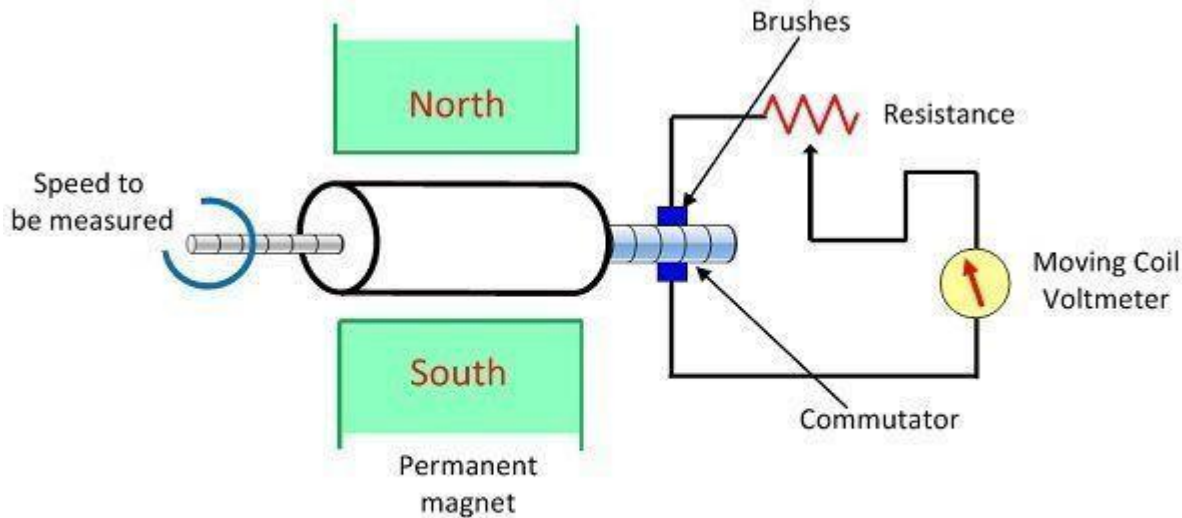 Brushes
North
Resistance
Speed to
be measured
Moving Coil
Voltmeter
South
Commutator
Permanent
magnet